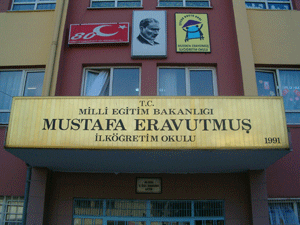 80
T.C.
MİLLİ EĞİTİM BAKANLIĞI
MUSTAFA ERAVUTMUŞ
İLKÖĞRETİM OKULU
1991